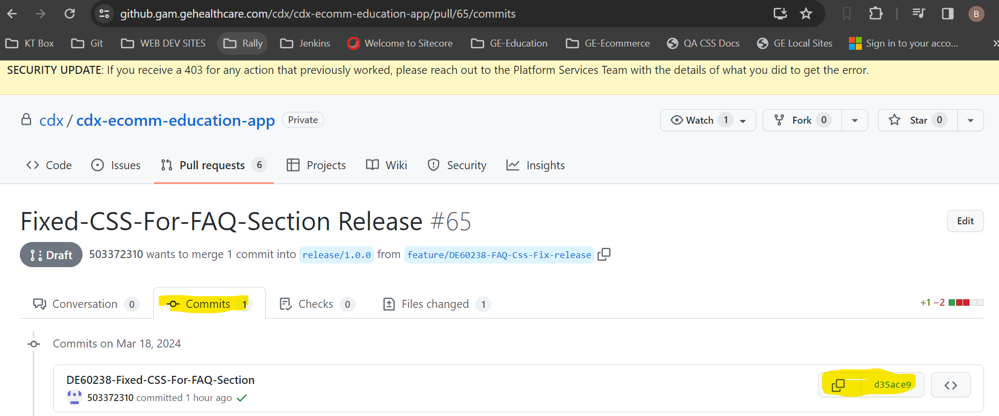 github.gam.gehealthcare.com/cdx/cdx-ecomm-education-app/pull/65/commits B
KT Box Git WEB DEV SITES Rally Jenkins Welcome to Sitecore GE-Education GE-Ecommerce QA CSS Docs GE Local Sites Sign in to your acco... »
SECURITY UPDATE: If you receive a 403 for any action that previously worked, please reach out to the Platform Services Team with the details of what you did to get the error.
cdx / cdx-ecomm-education-app Private Watch 1 Fork 0 Star 0
Code Issues Pull requests 6 Projects Wiki Security Insights
Fixed-CSS-For-FAQ-Section Release #65 Edit
Draft 503372310 wants to merge 1 commit into release/1.0.0 from feature/DE60238-FAQ-Css-Fix-release
Conversation 0 Commits 1 Checks 0 Files changed 1 +1 −2
Commits on Mar 18, 2024
DE60238-Fixed-CSS-For-FAQ-Section d35ace9
503372310 committed 1 hour ago